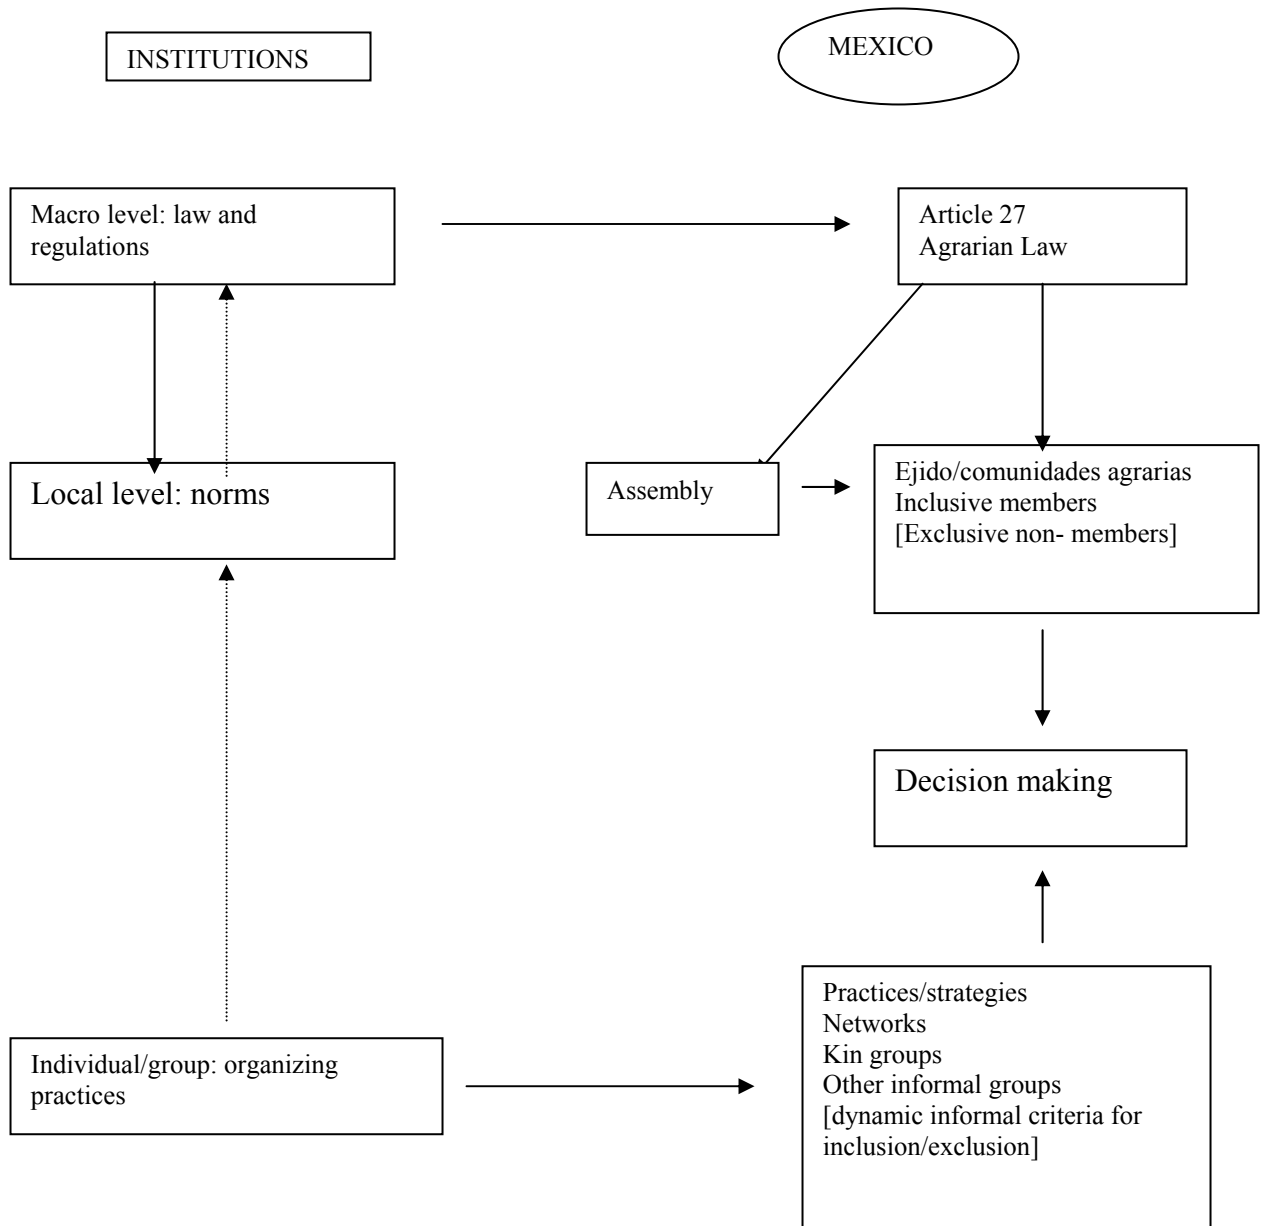 INSTITUTIONS
MEXICO
Macro level: law and
regulations
Article 27
Agrarian Law
Local level: norms
Assembly
Ejido/comunidades agrarias
Inclusive members
[Exclusive non- members]
Decision making
Individual/group: organizing
practices
Practices/strategies
Networks
Kin groups
Other informal groups
[dynamic informal criteria for
inclusion/exclusion]